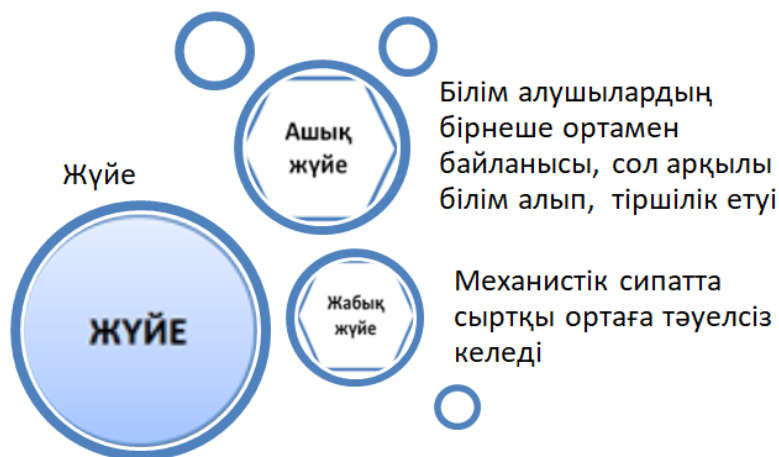 Жүйе
ЖҮЙЕ
Ашық
жүйе
Білім алушылардың
бірнеше ортамен
байланысы, сол арқылы
білім алып, тіршілік етуі
Жабық
жүйе
Механистік сипатта
сыртқы ортаға тәуелсіз
келеді